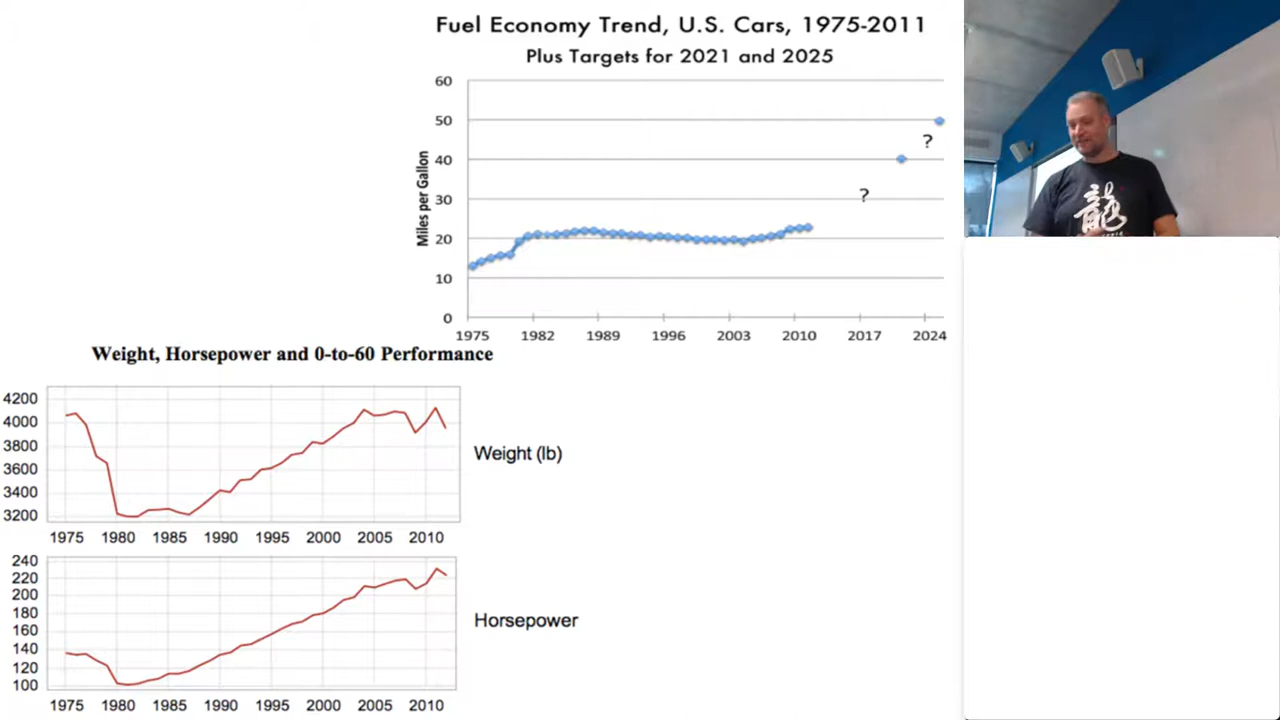 Fuel Economy Trend, U.S. Cars, 1975-2011
Plus Targets for 2021 and 2025
Miles per Gallon
60
50
40
30
20
10
0
?
?
1975 1982 1989 1996 2003 2010 2017 2024
龍
Weight, Horsepower and 0-to-60 Performance
4200
4000
3800
3600
3400
3200
1975 1980 1985 1990 1995 2000 2005 2010
Weight (lb)
240
220
200
180
160
140
120
100
1975 1980 1985 1990 1995 2000 2005 2010
Horsepower